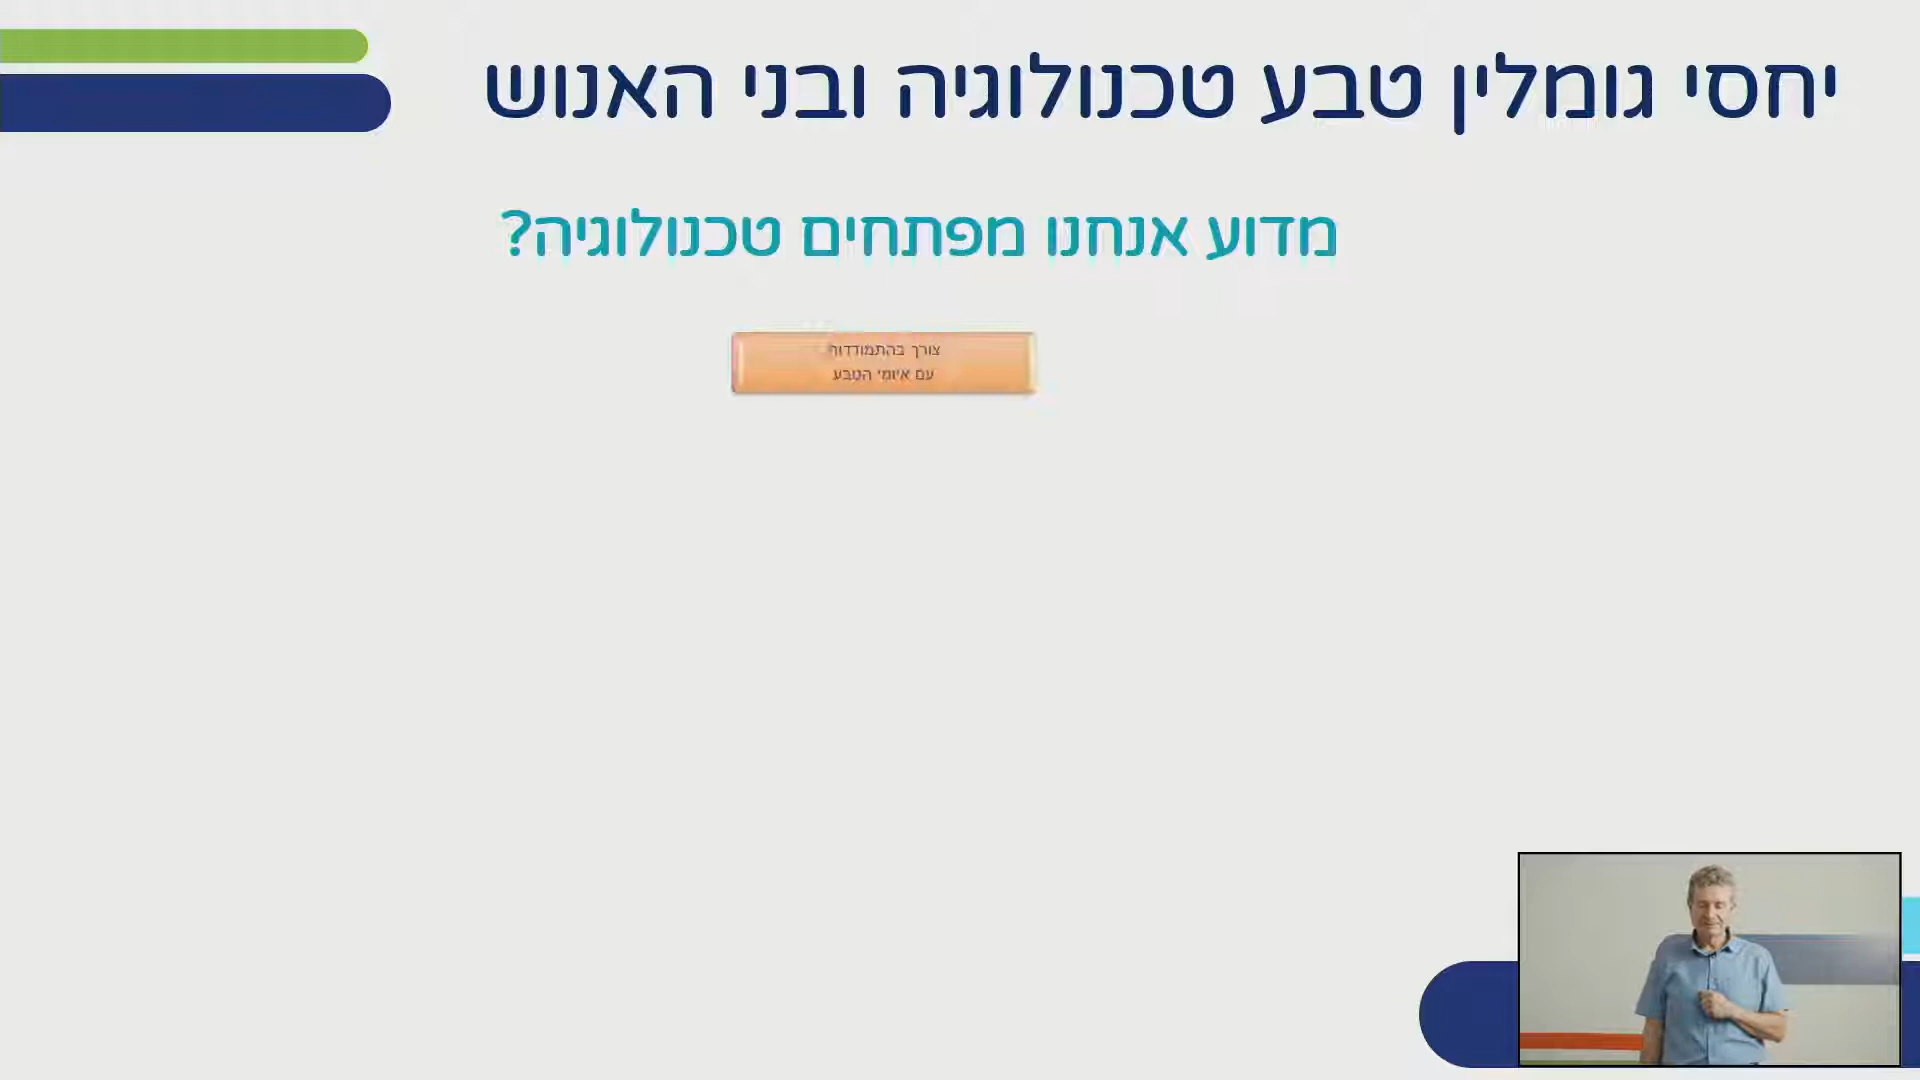 יחסי גומלין טבע טכנולוגיה ובני האנוש
מדוע אנחנו מפתחים טכנולוגיה?
צורך בהתמודדות
עם איומי הטבע